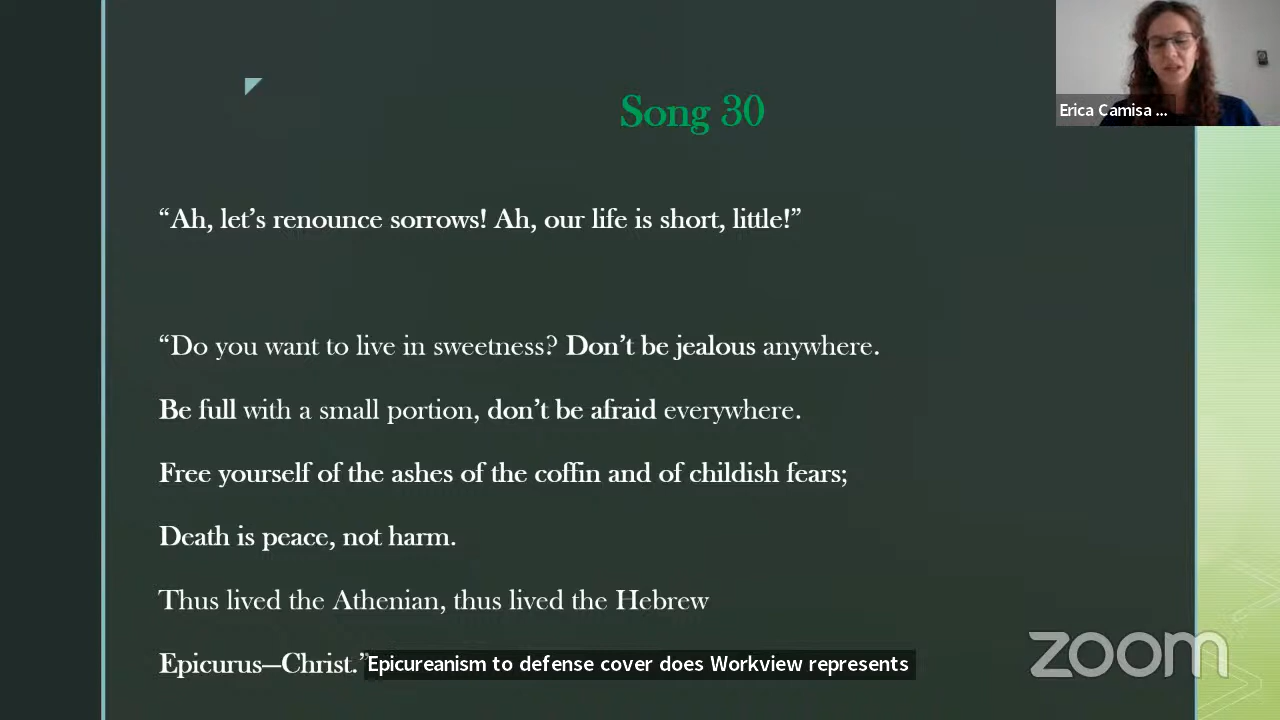 Song 30
Erica Camisa ...
“Ah, let’s renounce sorrows! Ah, our life is short, little!”
“Do you want to live in sweetness? Don’t be jealous anywhere.
Be full with a small portion, don’t be afraid everywhere.
Free yourself of the ashes of the coffin and of childish fears;
Death is peace, not harm.
Thus lived the Athenian, thus lived the Hebrew
Epicurus—Christ.”
Epicureanism to defense cover does Workview represents
zoom